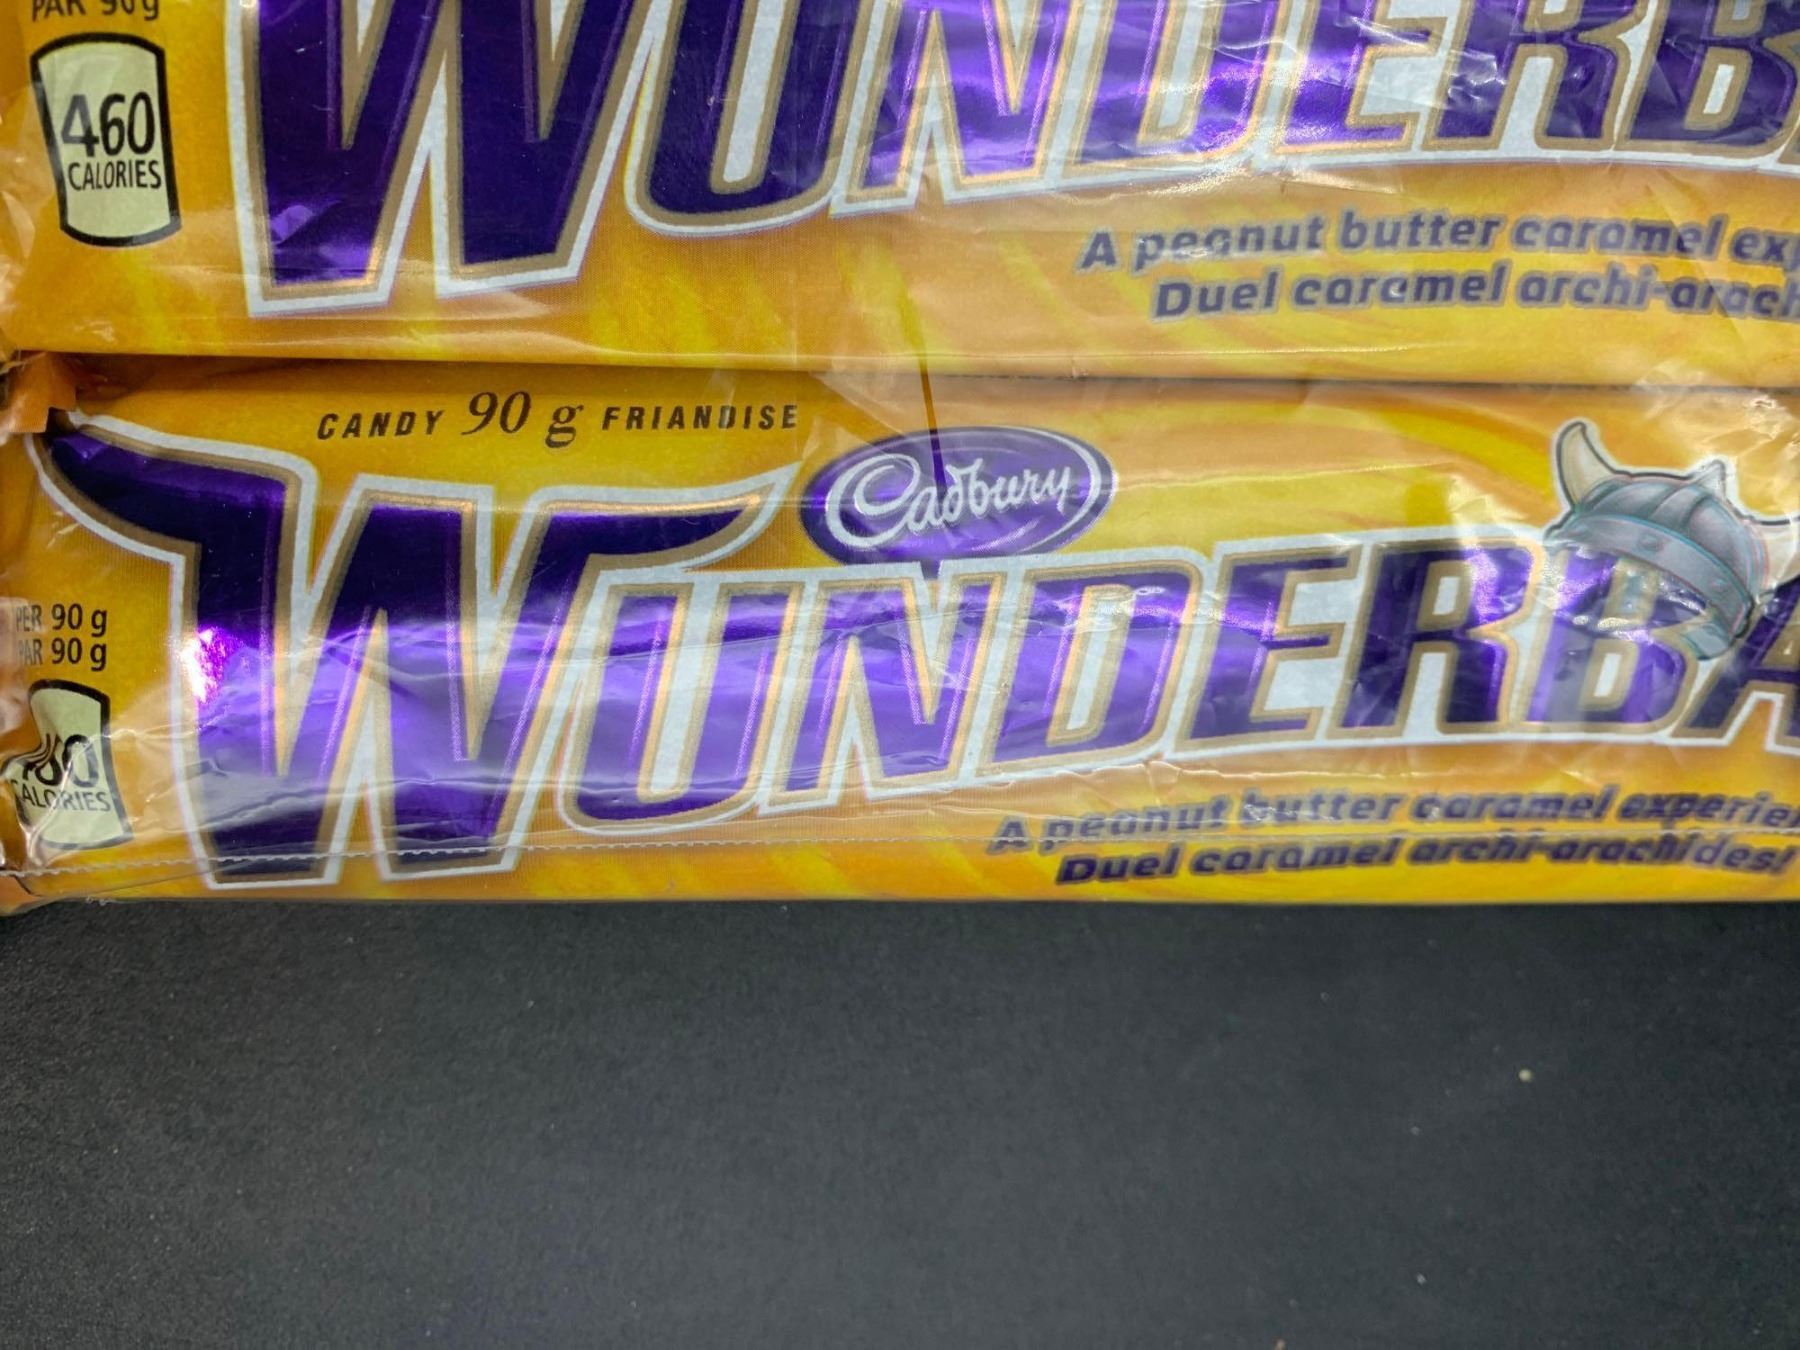 PAR 90g
460
CALORIES
WUNDERB
A peanut butter caramel exp
Duel caramel archi-arach
CANDY 90 g FRIANDISE
Cadbury
WUNDERBA
PER 90 g
PAR 90 g
CALORIES
A peanut butter caramel experien
Duel caramel archi-arachides!